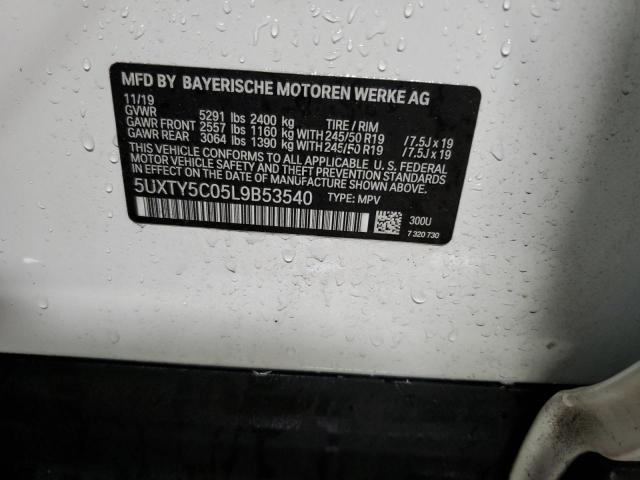 MFD BY BAYERISCHE MOTOREN WERKE AG
11/19
GVWR 5291 lbs 2400 kg TIRE / RIM
GAWR FRONT 2557 lbs 1160 kg WITH 245/50 R19 /7.5J x 19
GAWR REAR 3064 lbs 1390 kg WITH 245/50 R19 /7.5J x 19
THIS VEHICLE CONFORMS TO ALL APPLICABLE U. S. FEDERAL
MOTOR VEHICLE SAFETY AND THEFT PREVENTION STANDARDS
IN EFFECT ON DATE OF MANUFACTURE SHOWN ABOVE.
5UXTY5C05L9B53540 TYPE: MPV
300U
7 320 730